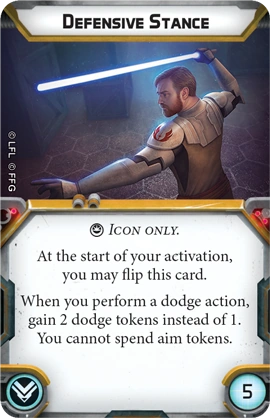 Defensive Stance
© LFL © FFG
Icon only.
At the start of your activation,
you may flip this card.
When you perform a dodge action,
gain 2 dodge tokens instead of 1.
You cannot spend aim tokens.
5